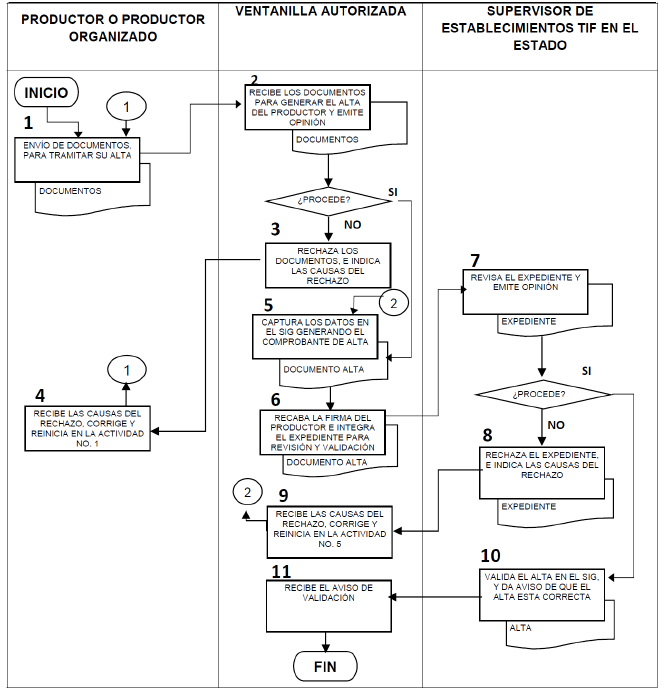 PRODUCTOR O PRODUCTOR
ORGANIZADO
VENTANILLA AUTORIZADA
SUPERVISOR DE
ESTABLECIMIENTOS TIF EN EL
ESTADO
INICIO
1
1
ENVÍO DE DOCUMENTOS,
PARA TRAMITAR SU ALTA
DOCUMENTOS
2
RECIBE LOS DOCUMENTOS
PARA GENERAR EL ALTA
DEL PRODUCTOR Y EMITE
OPINIÓN
DOCUMENTOS
¿PROCEDE?
SI
NO
3
RECHAZA LOS
DOCUMENTOS, E INDICA
LAS CAUSAS DEL
RECHAZO
1
4
RECIBE LAS CAUSAS DEL
RECHAZO, CORRIGE Y
REINICIA EN LA ACTIVIDAD
NO. 1
2
5
CAPTURA LOS DATOS EN
EL SIG GENERANDO EL
COMPROBANTE DE ALTA
DOCUMENTO ALTA
6
RECABA LA FIRMA DEL
PRODUCTOR E INTEGRA
EL EXPEDIENTE PARA
REVISIÓN Y VALIDACIÓN
DOCUMENTO ALTA
7
REVISA EL EXPEDIENTE Y
EMITE OPINIÓN
EXPEDIENTE
¿PROCEDE?
SI
NO
8
RECHAZA EL EXPEDIENTE,
E INDICA LAS CAUSAS DEL
RECHAZO
EXPEDIENTE
2
9
RECIBE LAS CAUSAS DEL
RECHAZO, CORRIGE Y
REINICIA EN LA ACTIVIDAD
NO. 5
10
VALIDA EL ALTA EN EL SIG,
Y DA AVISO DE QUE EL
ALTA ESTA CORRECTA
ALTA
11
RECIBE EL AVISO DE
VALIDACIÓN
FIN